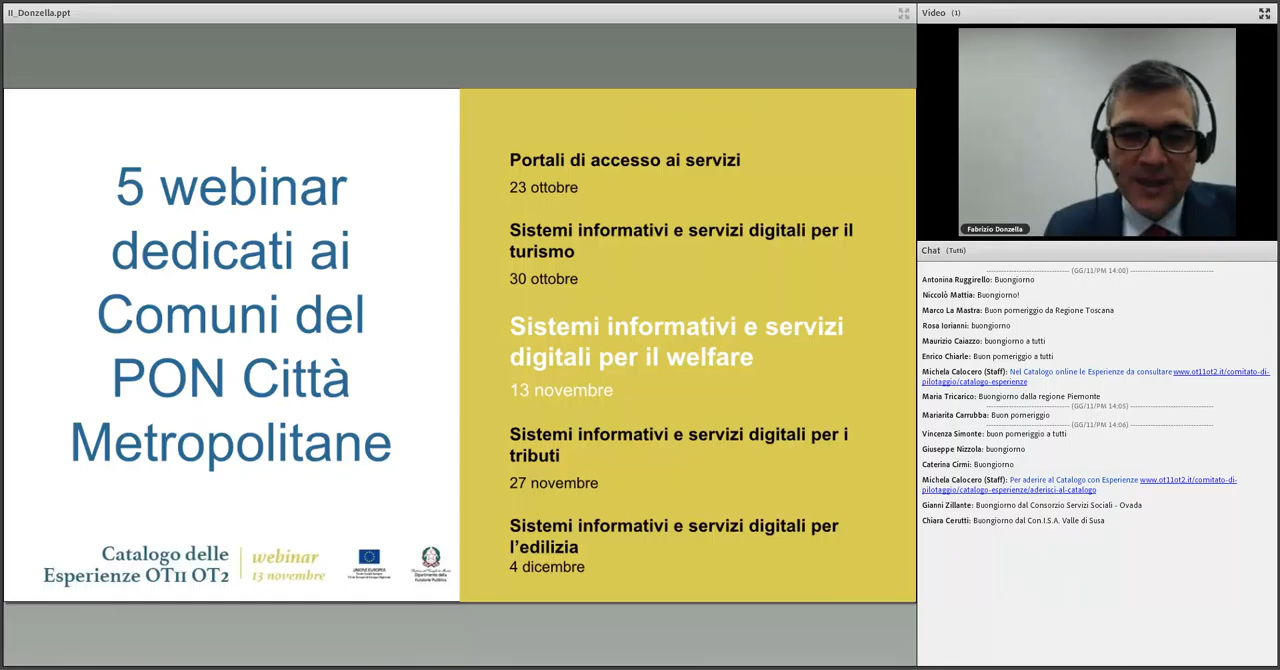 II_Donzella.ppt
5 webinar
dedicati ai
Comuni del
PON Città
Metropolitane
Catalogo delle
Esperienze OT11 OT2
webinar
13 novembre
UNIONE EUROPEA
Portali di accesso ai servizi
23 ottobre
Sistemi informativi e servizi digitali per il
turismo
30 ottobre
Sistemi informativi e servizi
digitali per il welfare
13 novembre
Sistemi informativi e servizi digitali per i
tributi
27 novembre
Sistemi informativi e servizi digitali per
l’edilizia
4 dicembre
Video (1)
Fabrizio Donzella
Chat (Tutti)
------------------------------ (GG/11/PM 14:00) ------------------------------
Antonina Ruggirello: Buongiorno
Niccolò Mattia: Buongiorno!
Marco La Mastra: Buon pomeriggio da Regione Toscana
Rosa Iorianni: buongiorno
Maurizio Caiazzo: buongiorno a tutti
Enrico Chiarle: Buon pomeriggio a tutti
Michela Calocero (Staff): Nel Catalogo online le Esperienze da consultare www.ot11ot2.it/comitato-di-
pilotaggio/catalogo-esperienze
Maria Tricarico: Buongiorno dalla regione Piemonte
------------------------------ (GG/11/PM 14:05) ------------------------------
Mariarita Carrubba: Buon pomeriggio
------------------------------ (GG/11/PM 14:06) ------------------------------
Vincenza Simonte: buon pomeriggio a tutti
Giuseppe Nizzola: buongiorno
Caterina Cirmi: Buongiorno
Michela Calocero (Staff): Per aderire al Catalogo con Esperienze www.ot11ot2.it/comitato-di-
pilotaggio/catalogo-esperienze/aderisci-al-catalogo
Gianni Zillante: Buongiorno dal Consorzio Servizi Sociali - Ovada
Chiara Cerutti: Buongiorno dal Con.I.S.A. Valle di Susa